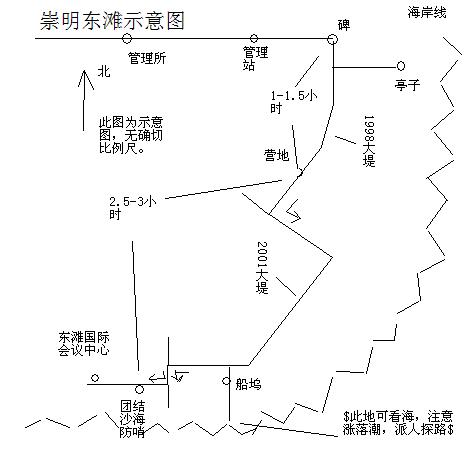 崇明东滩示意图
海岸线
碑
管理所
管理
站
亭子
北
1-1.5小
时
1998大堤
此图为示意
图，无确切
比例尺。
营地
2.5-3小
时
2001大堤
东滩国际
会议中心
船坞
团结
沙海
防哨
$此地可看海，注意
涨落潮，派人探路$